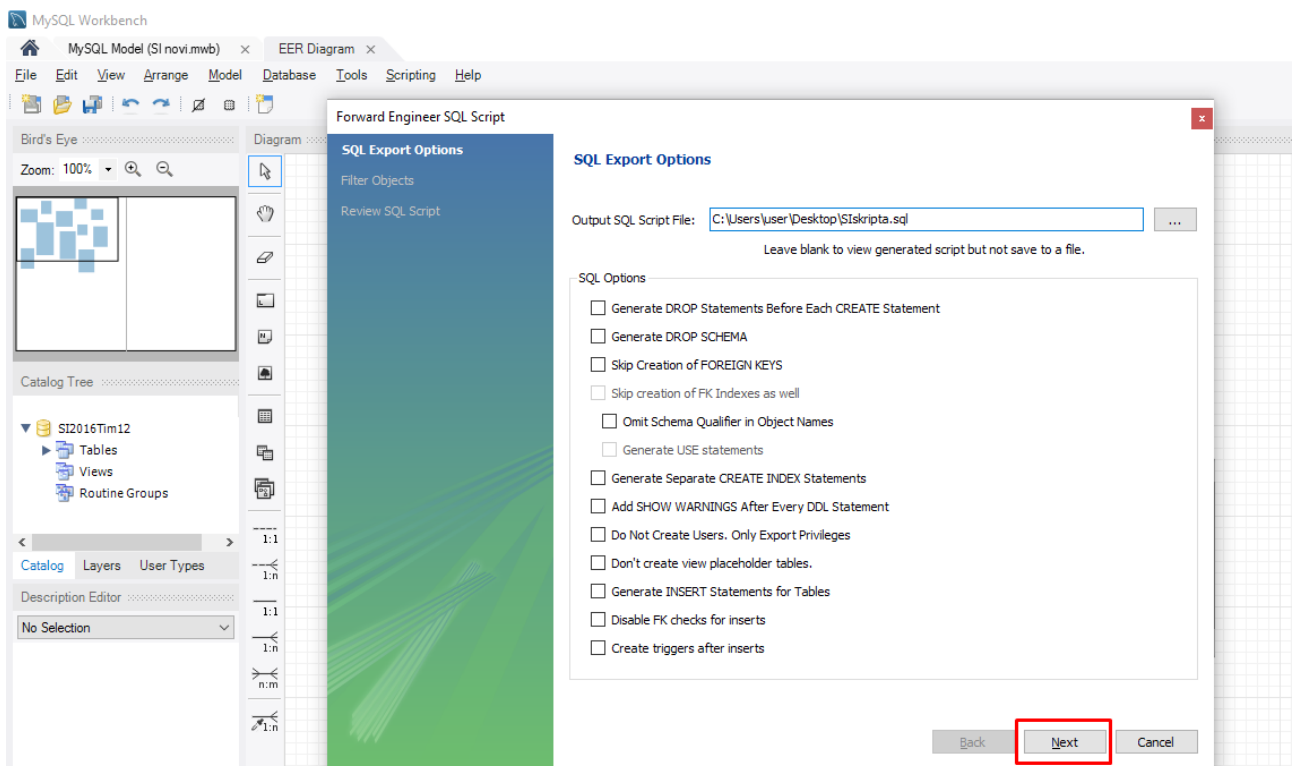 MySQL Workbench
MySQL Model (SI novi.mwb) × EER Diagram ×
File Edit View Arrange Model Database Tools Scripting Help
Bird's Eye
Zoom: 100%
Catalog Tree
SI2016Tim12
Tables
Views
Routine Groups
Catalog Layers User Types
Description Editor
No Selection
Diagram
1:1
1:n
1:1
1:n
n:m
1:n
Forward Engineer SQL Script
x
SQL Export Options
Filter Objects
Review SQL Script
SQL Export Options
Output SQL Script File: C:\Users\user\Desktop\SIskripta.sql ...
Leave blank to view generated script but not save to a file.
SQL Options
Generate DROP Statements Before Each CREATE Statement
Generate DROP SCHEMA
Skip Creation of FOREIGN KEYS
Skip creation of FK Indexes as well
Omit Schema Qualifier in Object Names
Generate USE statements
Generate Separate CREATE INDEX Statements
Add SHOW WARNINGS After Every DDL Statement
Do Not Create Users. Only Export Privileges
Don't create view placeholder tables.
Generate INSERT Statements for Tables
Disable FK checks for inserts
Create triggers after inserts
Back Next Cancel